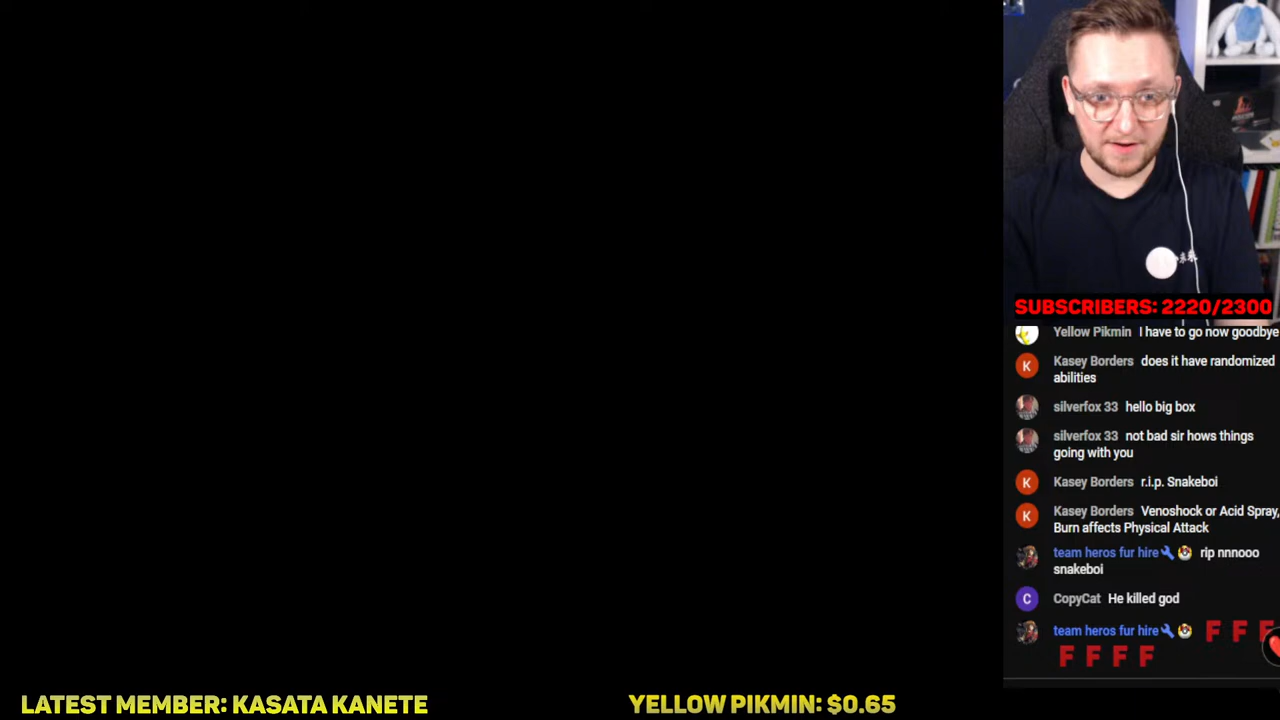 SUBSCRIBERS: 2220/2300
Yellow Pikmin I have to go now goodbye
K Kasey Borders does it have randomized
abilities
silverfox 33 hello big box
silverfox 33 not bad sir hows things
going with you
K Kasey Borders r.i.p. Snakeboi
K Kasey Borders Venoshock or Acid Spray,
Burn affects Physical Attack
team heros fur hire rip nnnooo
snakeboi
C CopyCat He killed god
team heros fur hire F F F
F F F F
LATEST MEMBER: KASATA KANETE
YELLOW PIKMIN: $0.65